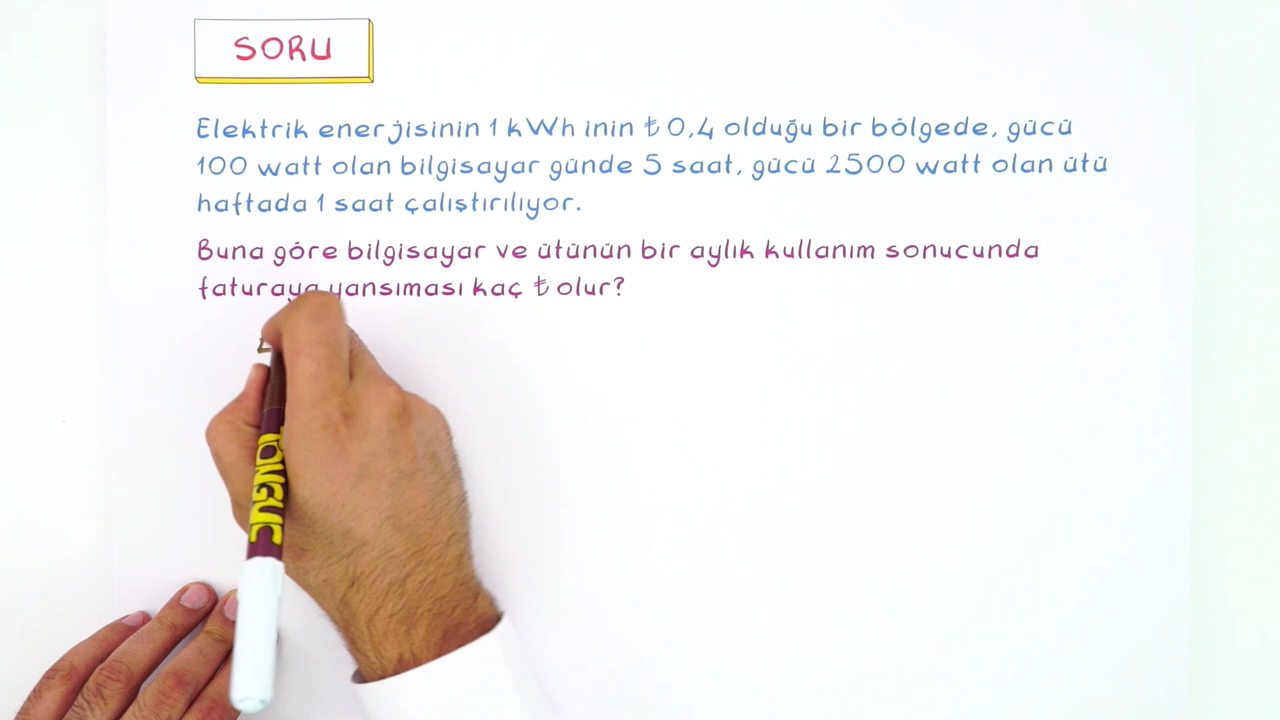 SORU
Elektrik enerjisinin 1 kWh inin ₺ 0,4 olduğu bir bölgede, gücü
100 watt olan bilgisayar günde 5 saat, gücü 2500 watt olan ütü
haftada 1 saat çalıştırılıyor.
Buna göre bilgisayar ve ütünün bir aylık kullanım sonucunda
faturaya yansıması kaç ₺ olur?
TONGUÇ